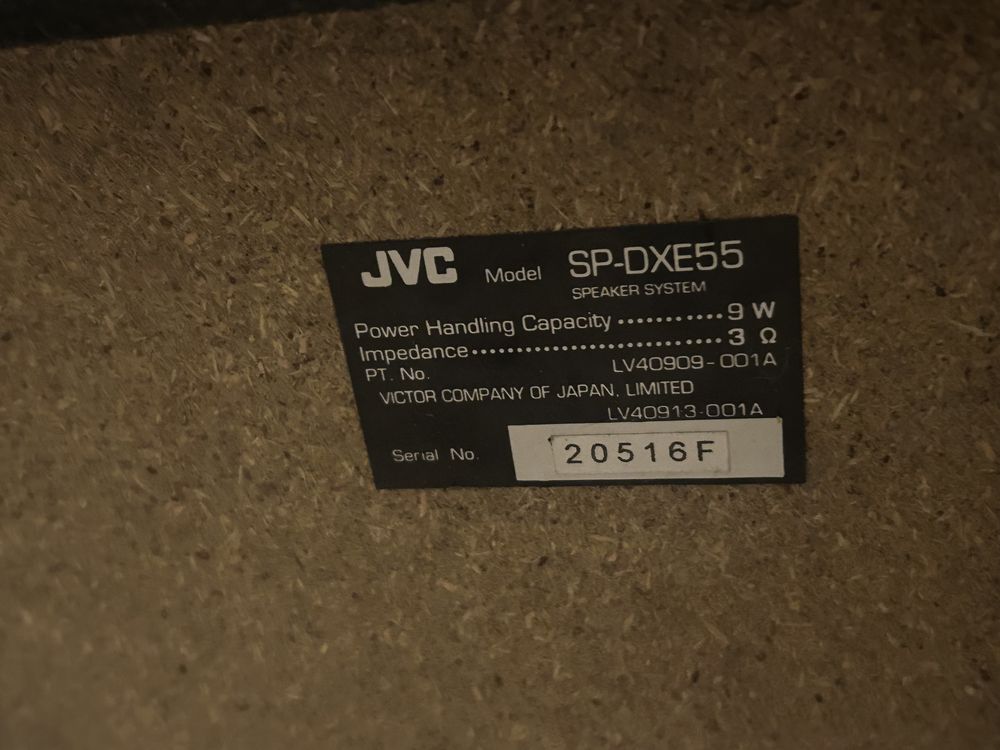 JVC Model SP-DXE55
SPEAKER SYSTEM
Power Handling Capacity ........... 9 W
Impedance.............................. 3 Ω
PT. No. LV40909-001A
VICTOR COMPANY OF JAPAN, LIMITED
LV40913-001A
Serial No. 20516F